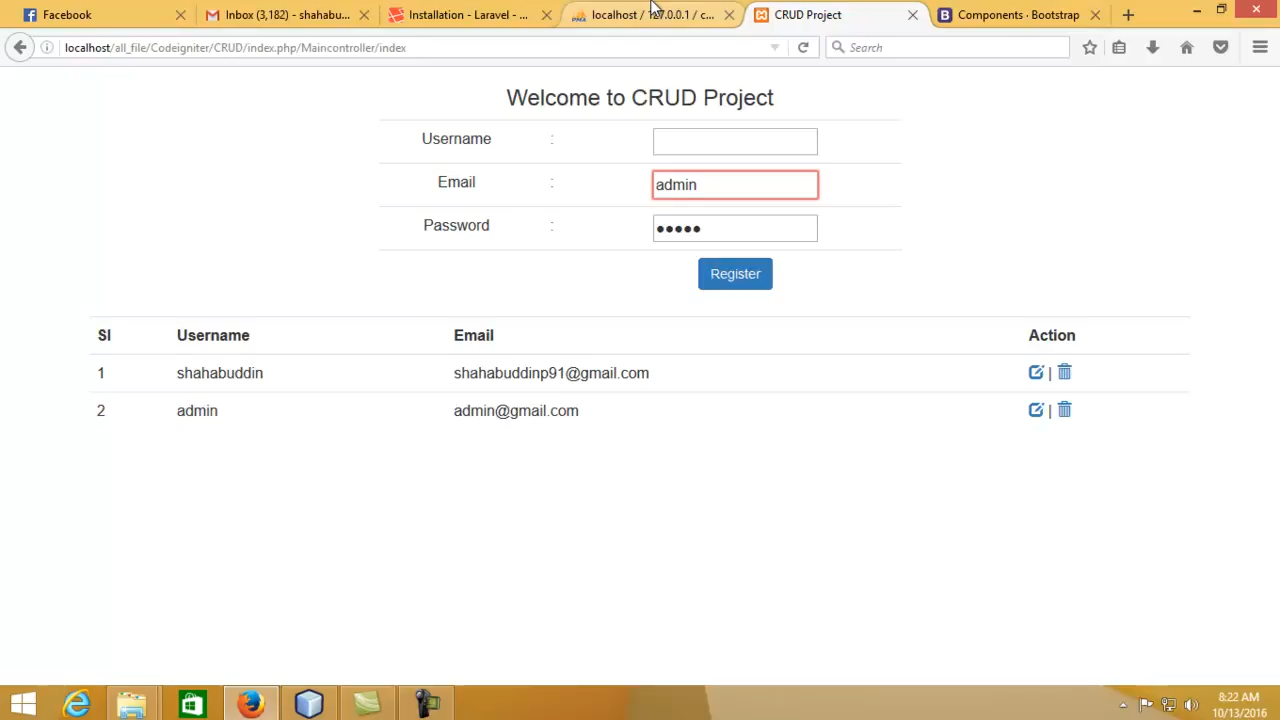 Facebook
Inbox (3,182) - shahabu...
Installation - Laravel - ...
localhost / 127.0.0.1 / c...
CRUD Project
Components · Bootstrap
localhost/all_file/Codeigniter/CRUD/index.php/Maincontroller/index
Search
Welcome to CRUD Project
Username :
Email : admin
Password : •••••
Register
Sl Username Email Action
1 shahabuddin shahabuddinp91@gmail.com |
2 admin admin@gmail.com |
8:22 AM
10/13/2016